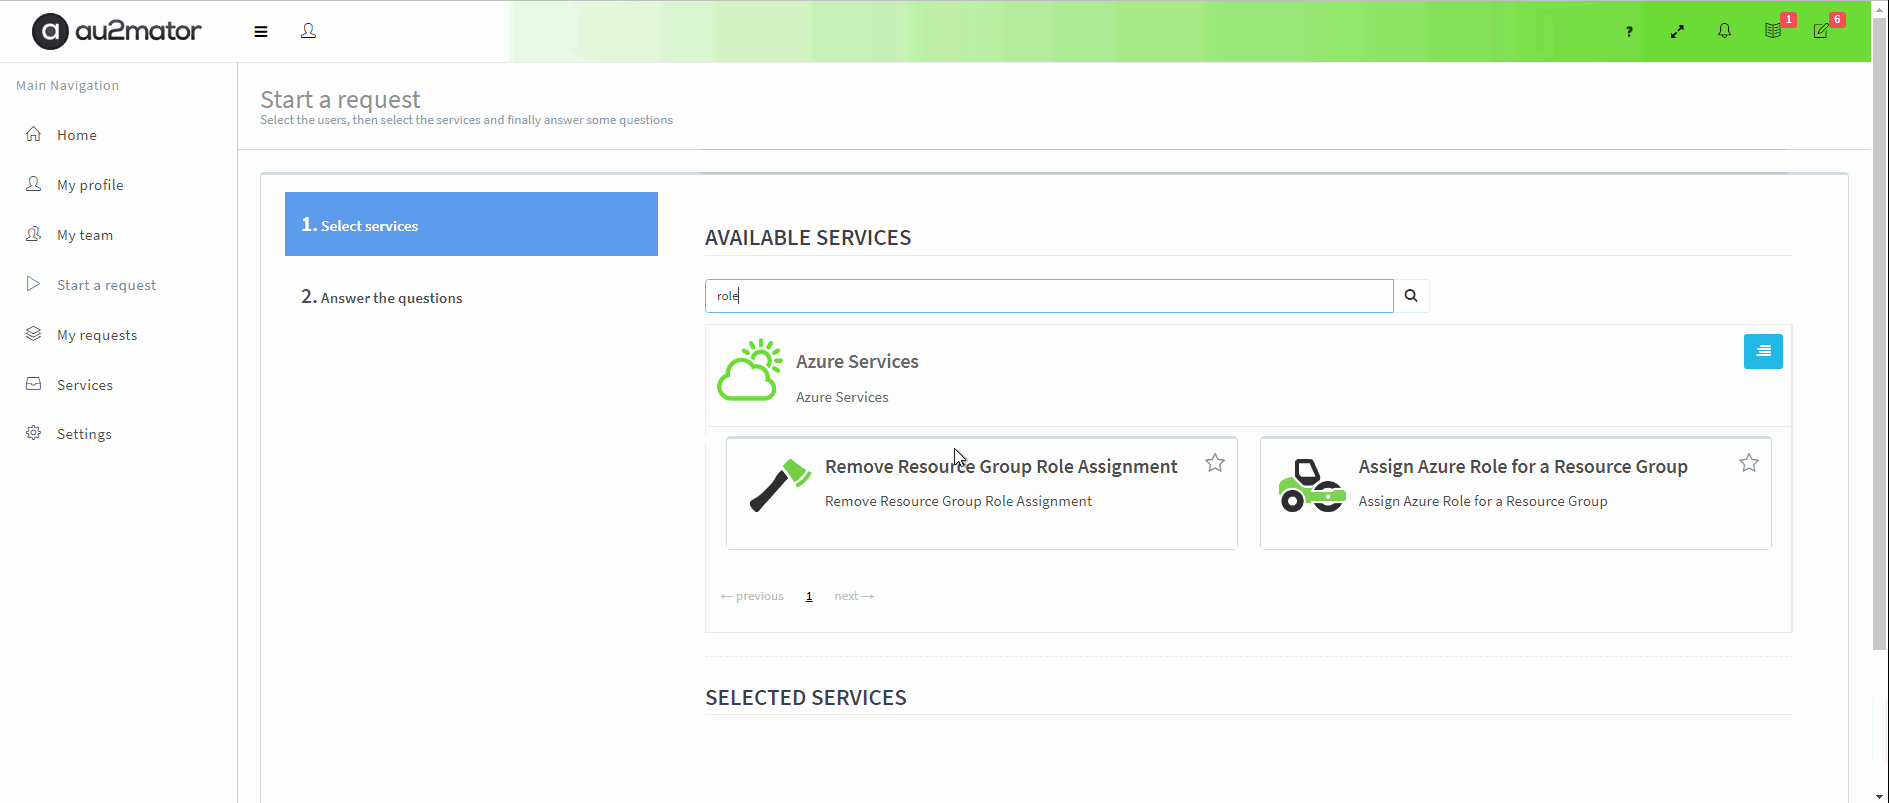 au2mator
?
1
6
Main Navigation
Home
My profile
My team
Start a request
My requests
Services
Settings
Start a request
Select the users, then select the services and finally answer some questions
1. Select services
2. Answer the questions
AVAILABLE SERVICES
role
Azure Services
Azure Services
Remove Resource Group Role Assignment
Remove Resource Group Role Assignment
Assign Azure Role for a Resource Group
Assign Azure Role for a Resource Group
← previous 1 next →
SELECTED SERVICES